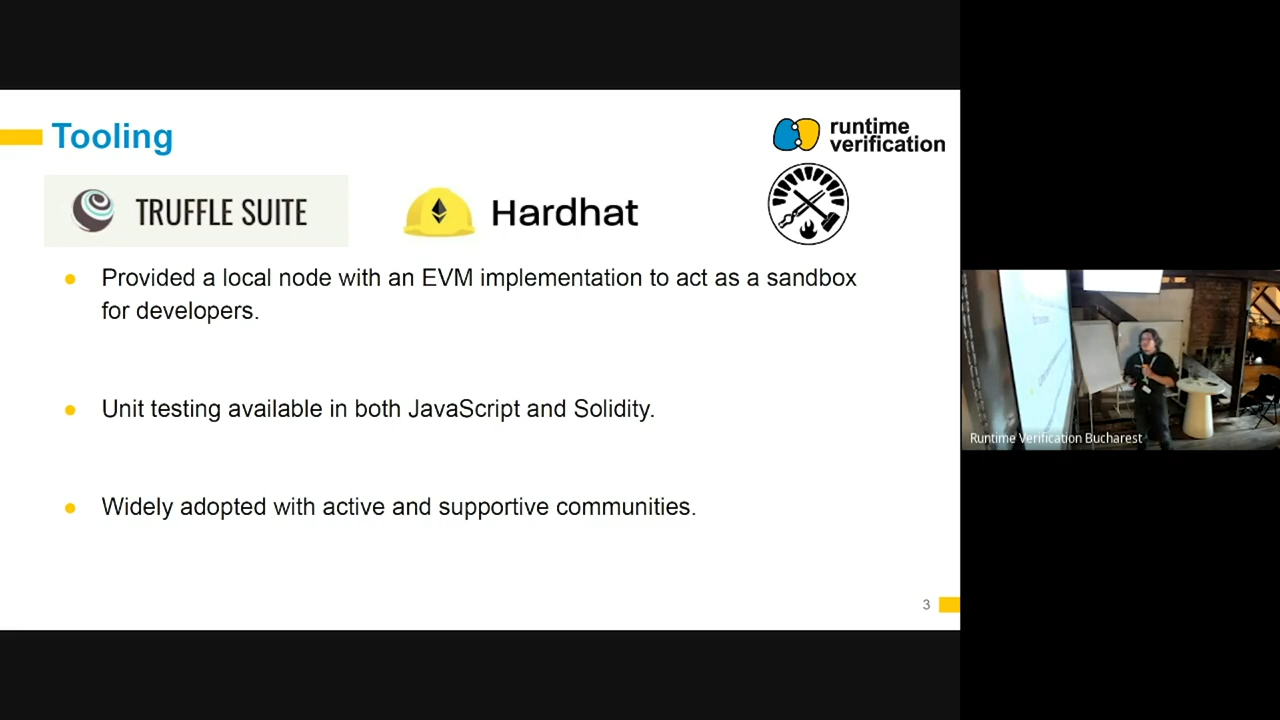 Tooling
runtime
verification
TRUFFLE SUITE
Hardhat
Provided a local node with an EVM implementation to act as a sandbox
for developers.
Unit testing available in both JavaScript and Solidity.
Widely adopted with active and supportive communities.
3
Runtime Verification Bucharest